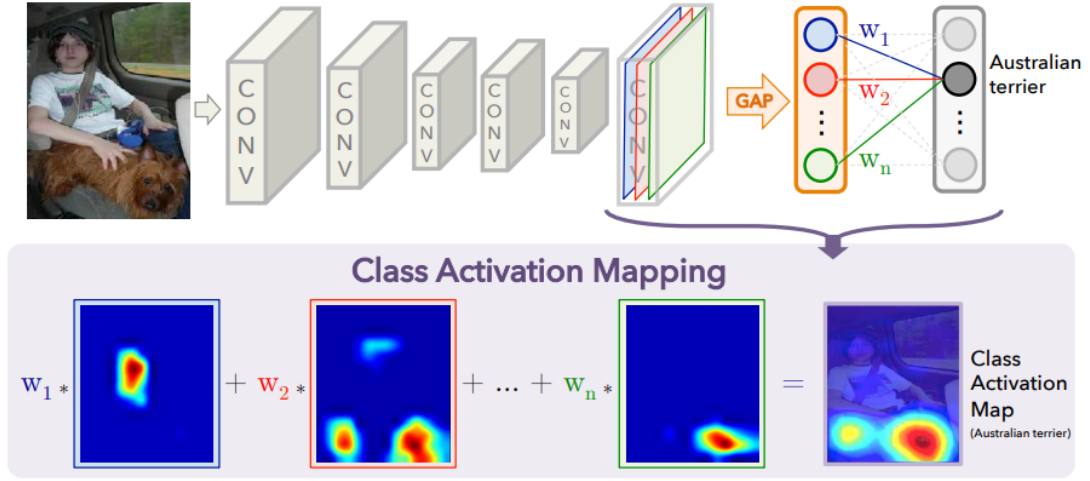 CONV
CONV
CONV
CONV
CONV
CONV
GAP
w1
w2
wn
Australian
terrier
Class Activation Mapping
w1 * + w2 * + ... + wn * =
Class
Activation
Map
(Australian terrier)